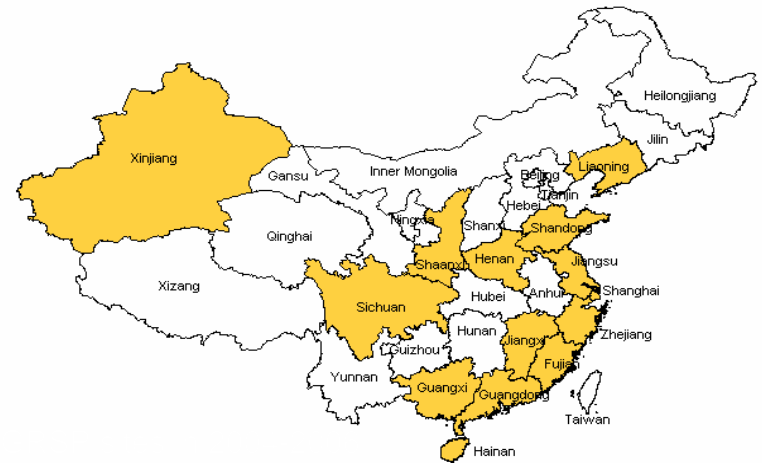 Heilongjiang
Jilin
Xinjiang
Liaoning
Inner Mongolia
Gansu
Beijing
Tianjin
Hebei
Ningxia
Shanxi
Shandong
Qinghai
Shaanxi
Henan
Jiangsu
Xizang
Shanghai
Anhui
Hubei
Sichuan
Hunan
Zhejiang
Jiangxi
Guizhou
Fujian
Yunnan
Guangxi
Guangdong
Taiwan
Hainan